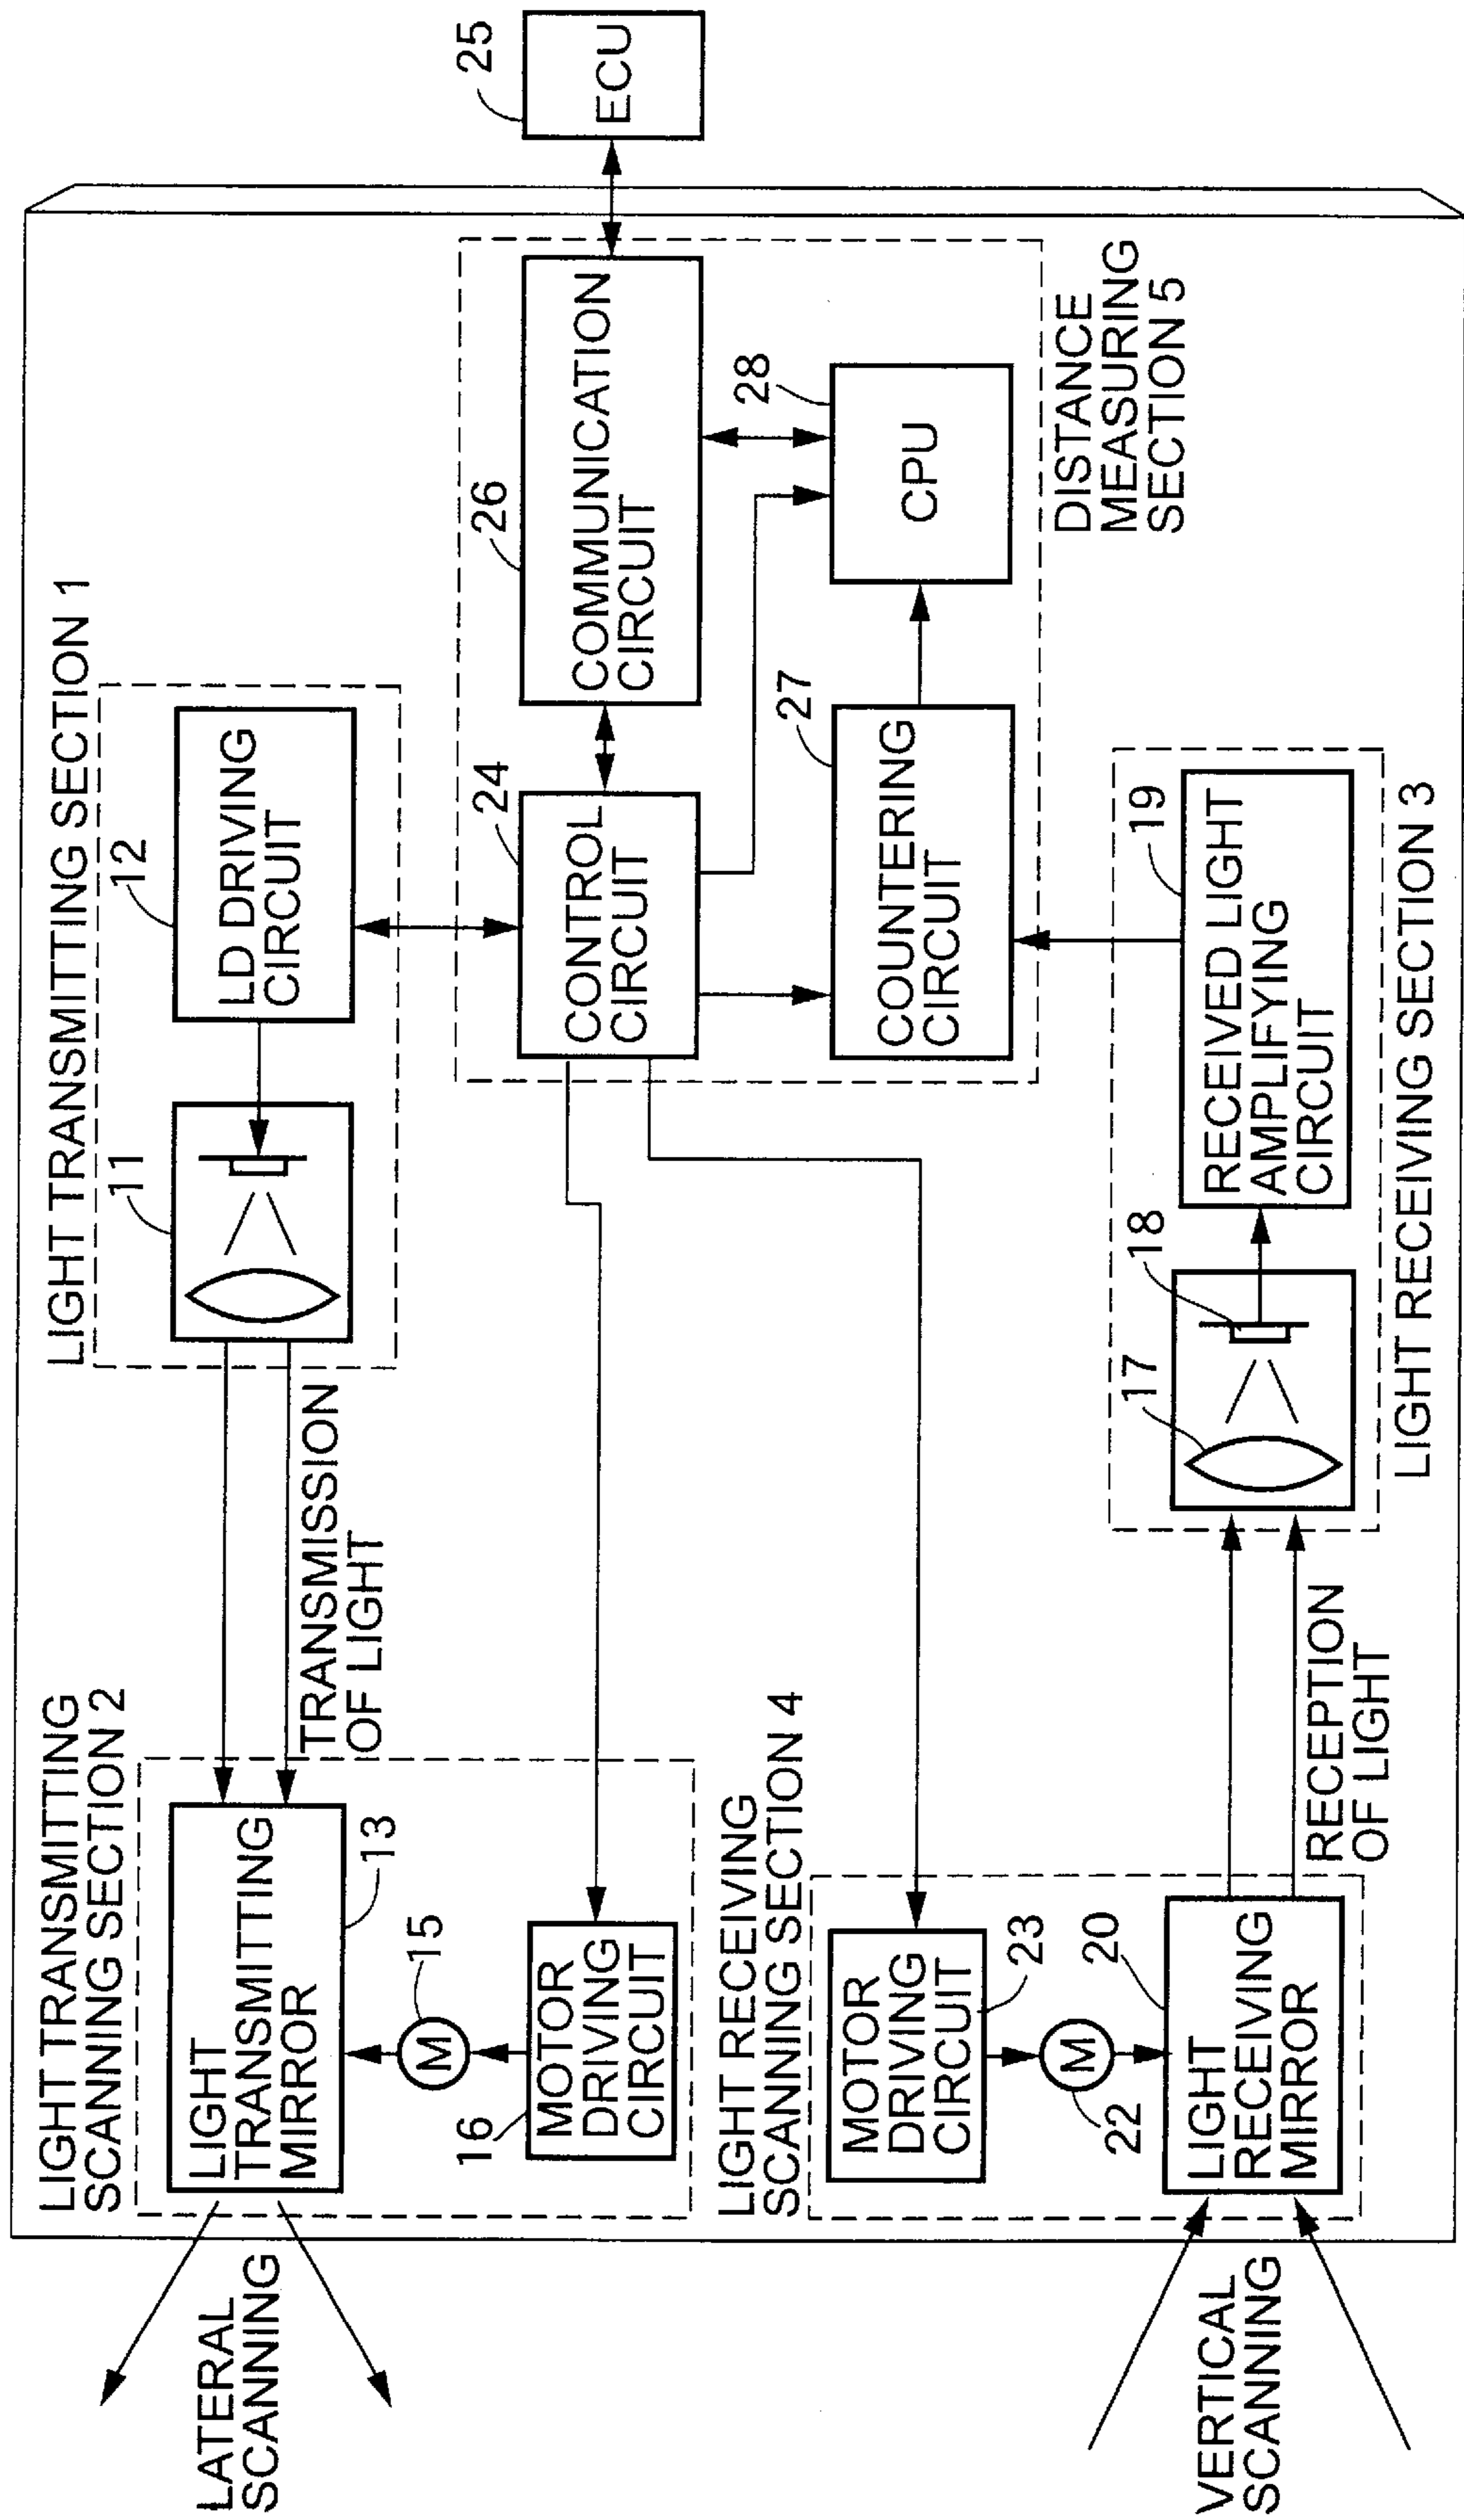 LIGHT TRANSMITTING
SCANNING SECTION 2
LIGHT TRANSMITTING SECTION 1
LATERAL
SCANNING
LIGHT
TRANSMITTING
MIRROR
13
TRANSMISSION
OF LIGHT
11
12
LD DRIVING
CIRCUIT
15
M
16
MOTOR
DRIVING
CIRCUIT
24
CONTROL
CIRCUIT
26
COMMUNICATION
CIRCUIT
25
ECU
LIGHT RECEIVING
SCANNING SECTION 4
MOTOR
DRIVING
CIRCUIT
23
27
COUNTERING
CIRCUIT
28
CPU
DISTANCE
MEASURING
SECTION 5
22
M
20
VERTICAL
SCANNING
LIGHT
RECEIVING
MIRROR
RECEPTION
OF LIGHT
17
18
19
RECEIVED LIGHT
AMPLIFYING
CIRCUIT
LIGHT RECEIVING SECTION 3